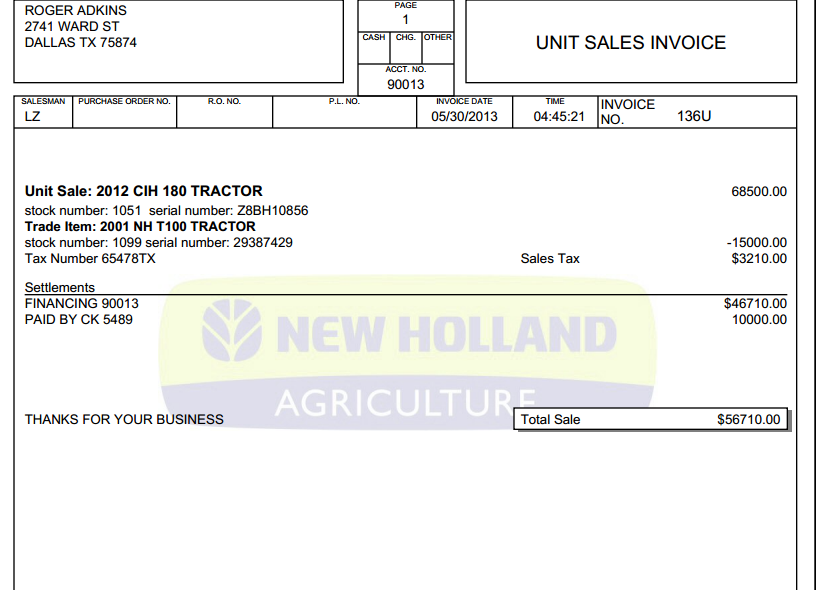 ROGER ADKINS
2741 WARD ST
DALLAS TX 75874
PAGE
1
CASH CHG. OTHER
ACCT. NO.
90013
UNIT SALES INVOICE
SALESMAN PURCHASE ORDER NO. R.O. NO. P.L. NO. INVOICE DATE TIME INVOICE NO. 136U
LZ 05/30/2013 04:45:21
Unit Sale: 2012 CIH 180 TRACTOR 68500.00
stock number: 1051 serial number: Z8BH10856
Trade Item: 2001 NH T100 TRACTOR
stock number: 1099 serial number: 29387429 -15000.00
Tax Number 65478TX Sales Tax $3210.00
Settlements
FINANCING 90013 $46710.00
PAID BY CK 5489 10000.00
NEW HOLLAND
AGRICULTURE
THANKS FOR YOUR BUSINESS Total Sale $56710.00